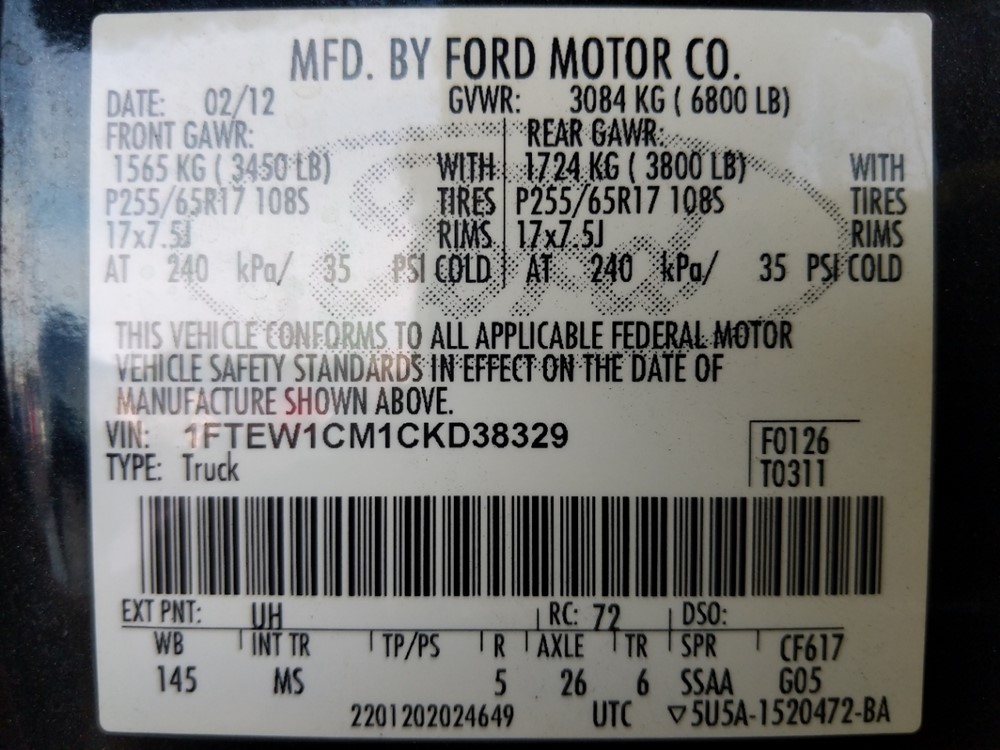 MFD. BY FORD MOTOR CO.
DATE: 02/12 GVWR: 3084 KG ( 6800 LB)
FRONT GAWR: REAR GAWR:
1565 KG ( 3450 LB) WITH 1724 KG ( 3800 LB) WITH
P255/65R17 108S TIRES P255/65R17 108S TIRES
17x7.5J RIMS 17x7.5J RIMS
AT 240 kPa/ 35 PSI COLD AT 240 kPa/ 35 PSI COLD
Ford
THIS VEHICLE CONFORMS TO ALL APPLICABLE FEDERAL MOTOR
VEHICLE SAFETY STANDARDS IN EFFECT ON THE DATE OF
MANUFACTURE SHOWN ABOVE.
VIN: 1FTEW1CM1CKD38329 F0126
TYPE: Truck T0311
EXT PNT: UH RC: 72 DSO:
WB INT TR TP/PS R AXLE TR SPR CF617
145 MS 5 26 6 SSAA G05
2201202024649 UTC ▽5U5A-1520472-BA